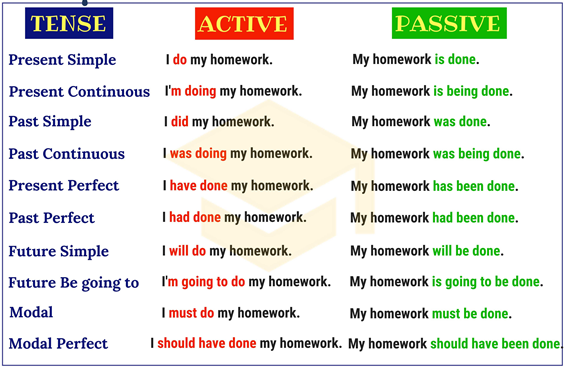 TENSE ACTIVE PASSIVE
Present Simple I do my homework. My homework is done.
Present Continuous I'm doing my homework. My homework is being done.
Past Simple I did my homework. My homework was done.
Past Continuous I was doing my homework. My homework was being done.
Present Perfect I have done my homework. My homework has been done.
Past Perfect I had done my homework. My homework had been done.
Future Simple I will do my homework. My homework will be done.
Future Be going to I'm going to do my homework. My homework is going to be done.
Modal I must do my homework. My homework must be done.
Modal Perfect I should have done my homework. My homework should have been done.